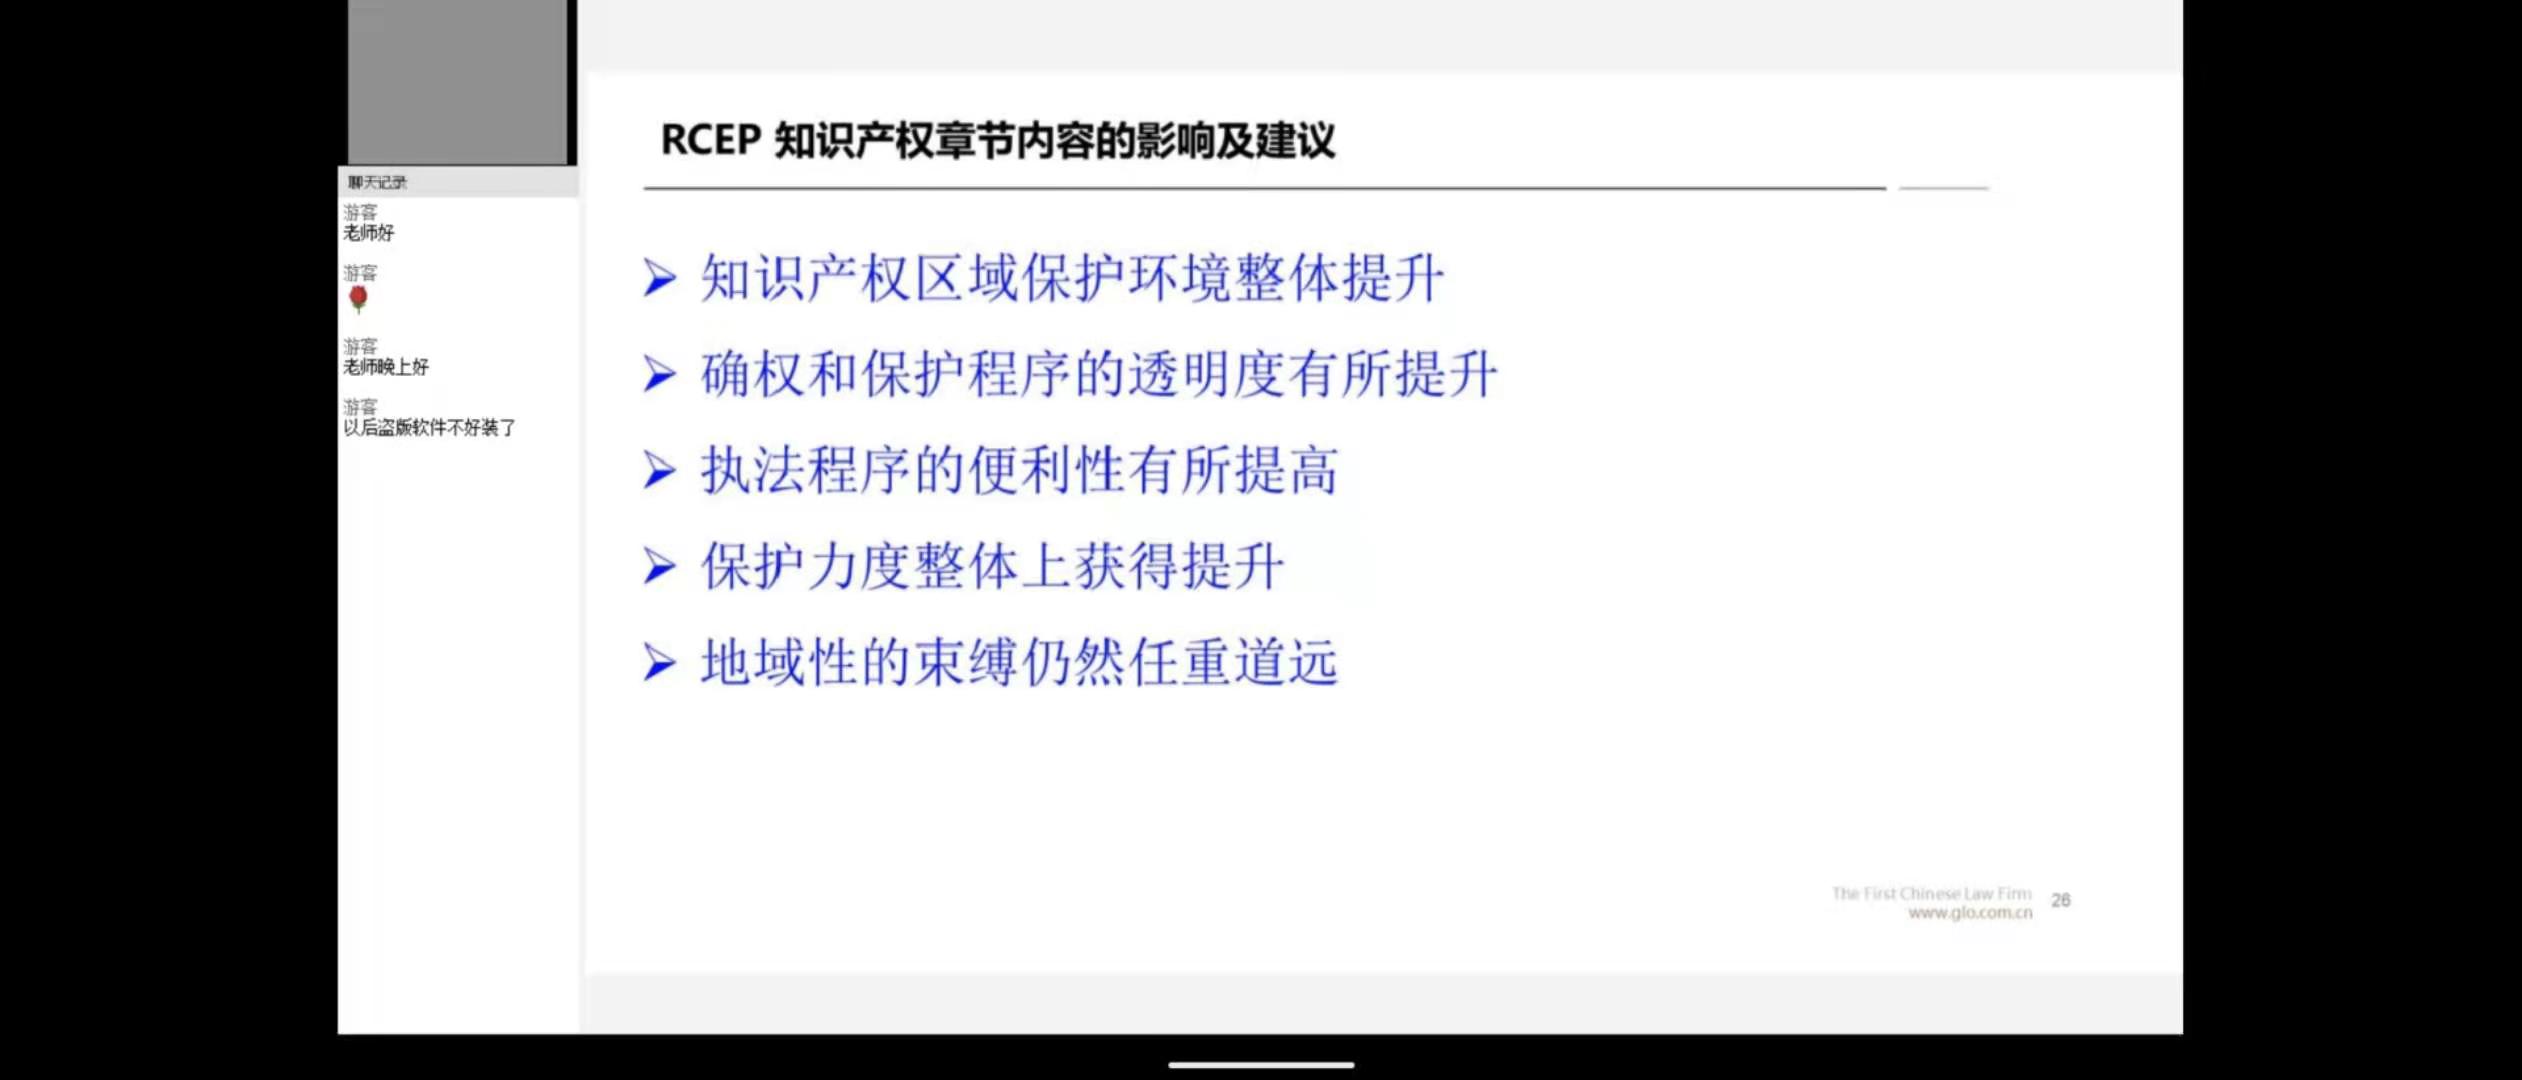 RCEP 知识产权章节内容的影响及建议
聊天记录
游客
老师好
游客
游客
老师晚上好
游客
以后盗版软件不好装了
知识产权区域保护环境整体提升
确权和保护程序的透明度有所提升
执法程序的便利性有所提高
保护力度整体上获得提升
地域性的束缚仍然任重道远
The First Chinese Law Firm
www.glo.com.cn
26